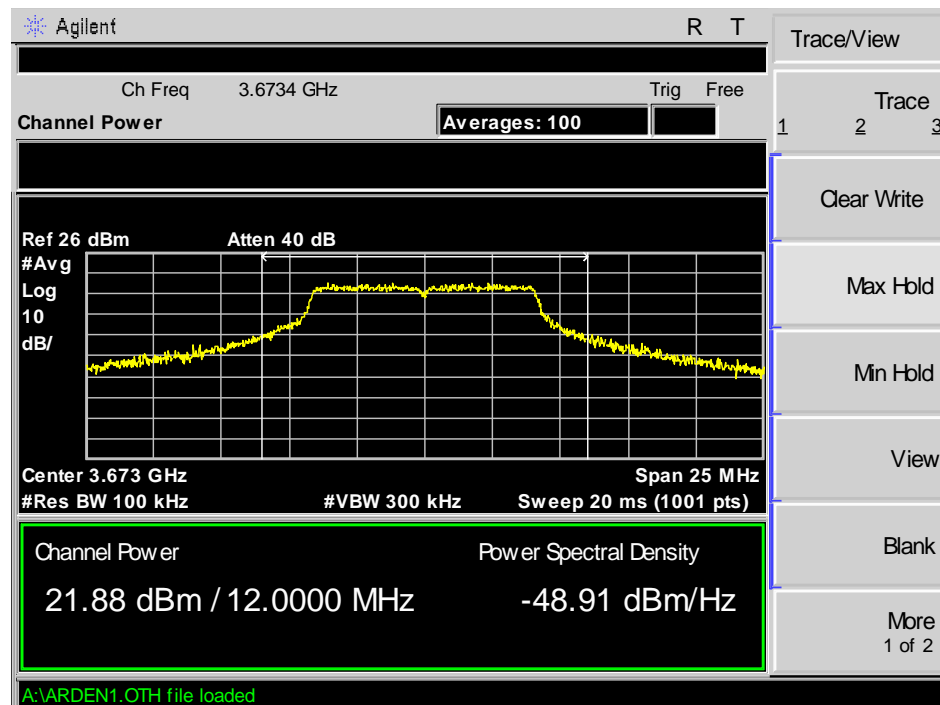 Agilent R T
Ch Freq 3.6734 GHz Trig Free
Channel Power Averages: 100
Ref 26 dBm Atten 40 dB
#Avg
Log
10
dB/
Center 3.673 GHz Span 25 MHz
#Res BW 100 kHz #VBW 300 kHz Sweep 20 ms (1001 pts)
Channel Power Power Spectral Density
21.88 dBm / 12.0000 MHz -48.91 dBm/Hz
A:\ARDEN1.OTH file loaded
Trace/View
Trace
1 2 3
Clear Write
Max Hold
Min Hold
View
Blank
More
1 of 2